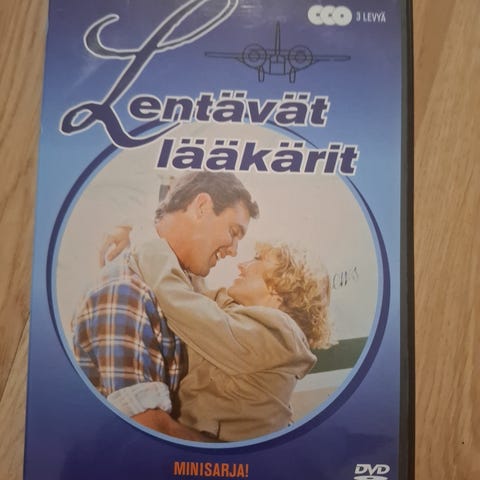 3 LEVYÄ
Lentävät
lääkärit
MINISARJA!
DVD